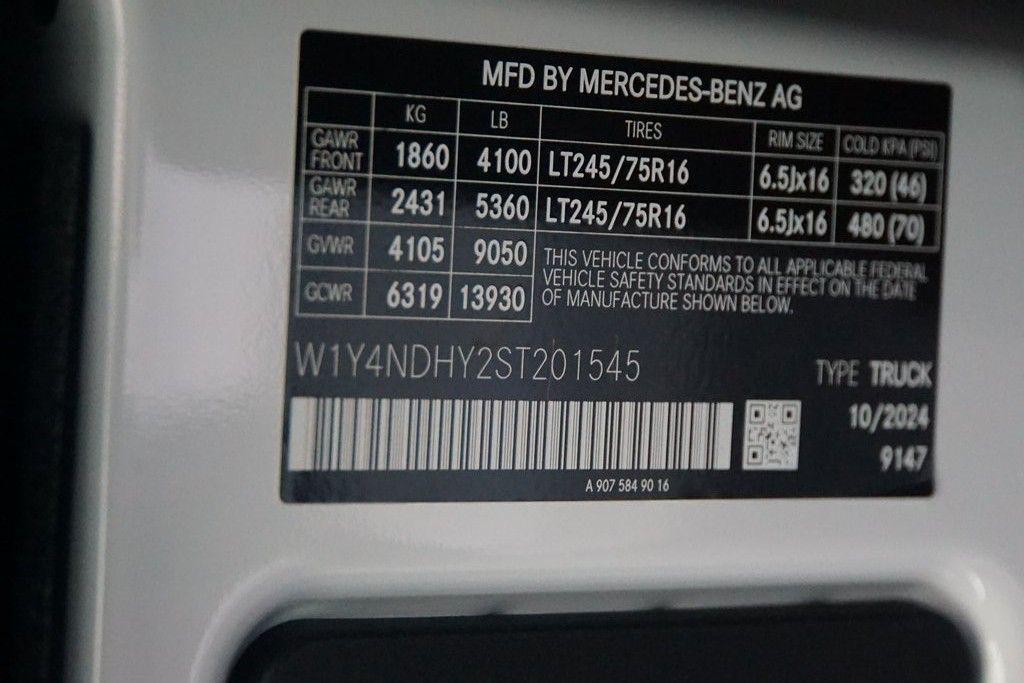 MFD BY MERCEDES-BENZ AG
KG LB TIRES RIM SIZE COLD KPA (PSI)
GAWR FRONT 1860 4100 LT245/75R16 6.5Jx16 320 (46)
GAWR REAR 2431 5360 LT245/75R16 6.5Jx16 480 (70)
GVWR 4105 9050
GCWR 6319 13930
THIS VEHICLE CONFORMS TO ALL APPLICABLE FEDERAL
VEHICLE SAFETY STANDARDS IN EFFECT ON THE DATE
OF MANUFACTURE SHOWN BELOW.
W1Y4NDHY2ST201545
TYPE TRUCK
10/2024
9147
A 907 584 90 16